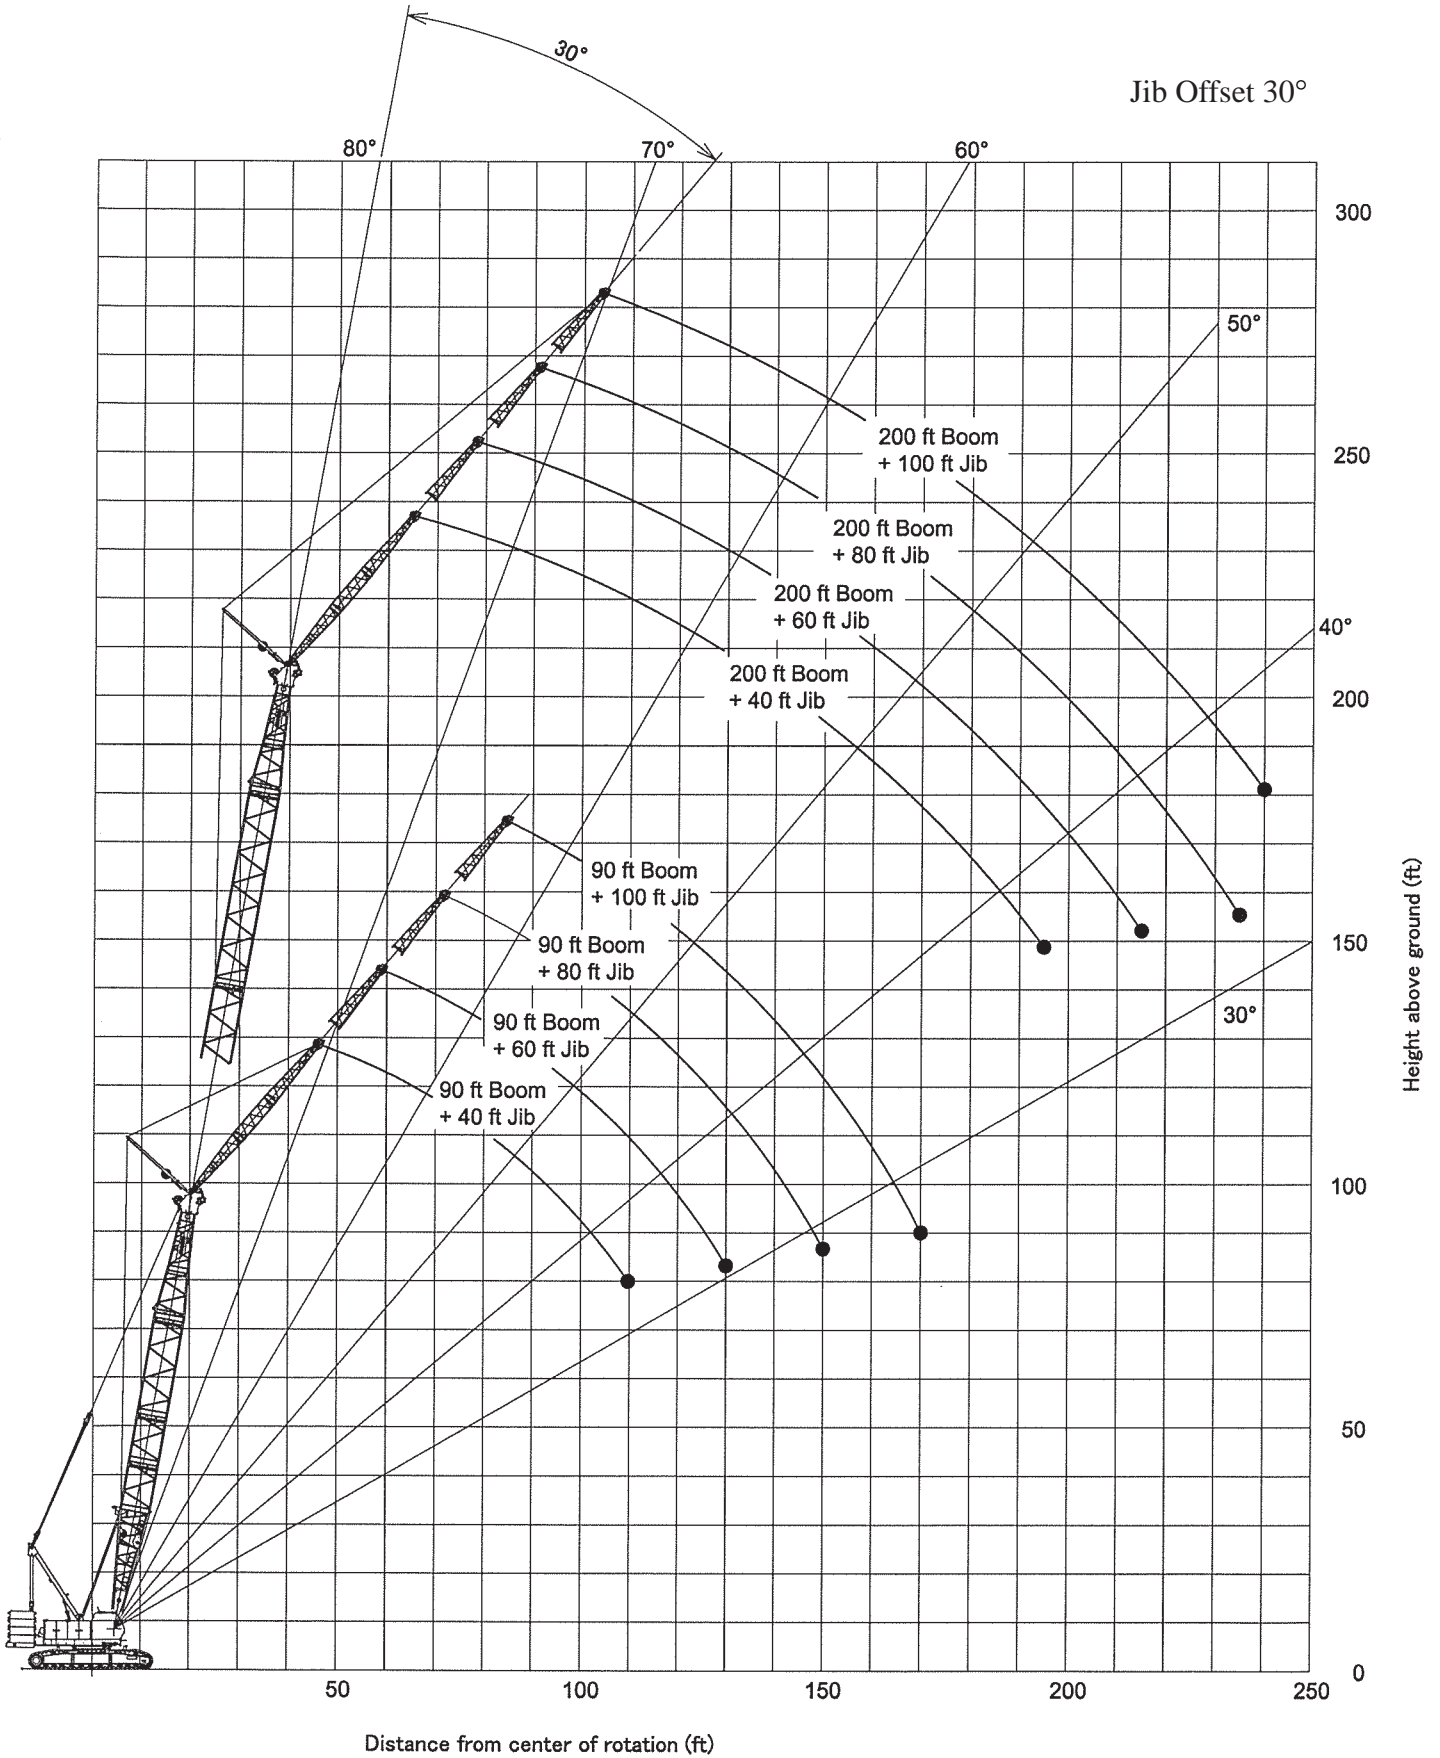 30°
Jib Offset 30°
80°
70°
60°
300
50°
200 ft Boom
+ 100 ft Jib
250
200 ft Boom
+ 80 ft Jib
200 ft Boom
+ 60 ft Jib
40°
200 ft Boom
+ 40 ft Jib
200
90 ft Boom
+ 100 ft Jib
90 ft Boom
+ 80 ft Jib
150
90 ft Boom
+ 60 ft Jib
30°
90 ft Boom
+ 40 ft Jib
Height above ground (ft)
100
50
0
50
100
150
200
250
Distance from center of rotation (ft)